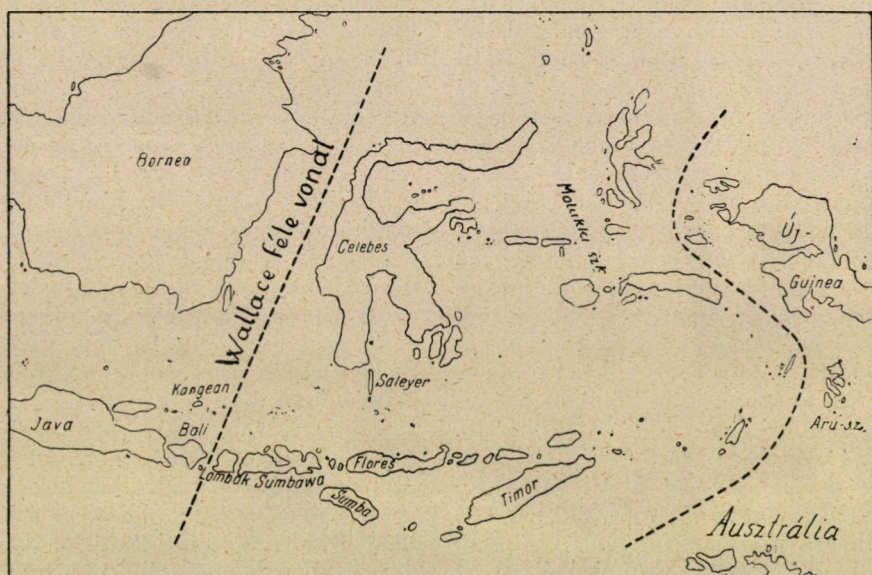 Borneo
Wallace féle vonal
Celebes
Molukki szk
Új-
Guinea
Kangean
Saleyer
Java
Bali
Aru-sz.
Lombok Sumbawa
Flores
Sumba
Timor
Ausztrália